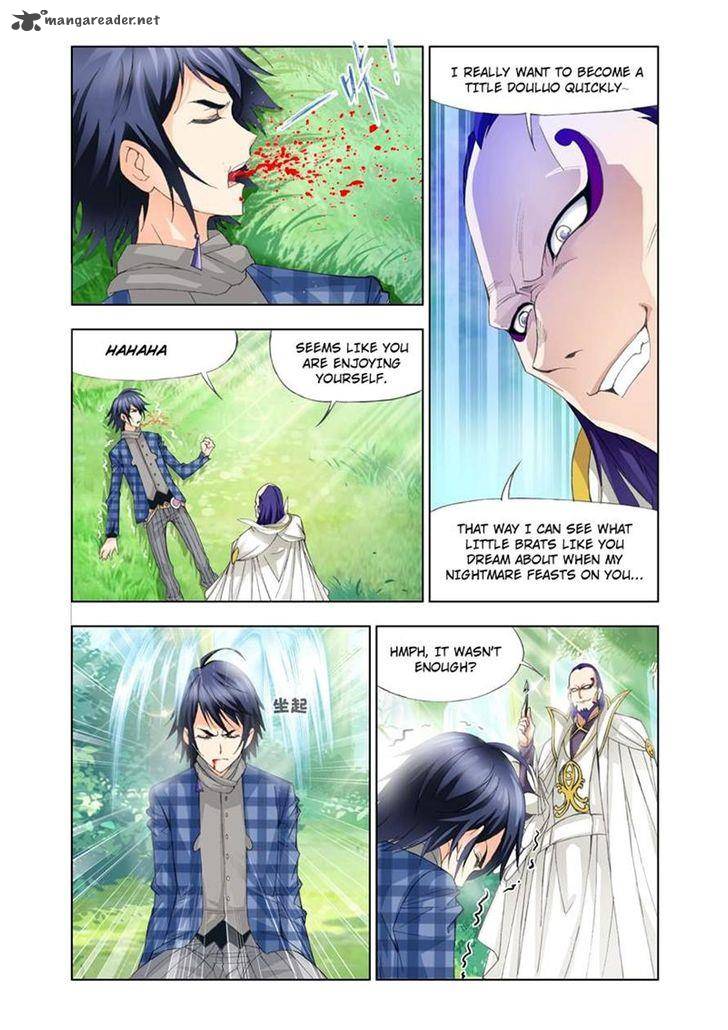 mangareader.net
I REALLY WANT TO BECOME A
TITLE DOULUO QUICKLY~
HAHAHA
SEEMS LIKE YOU
ARE ENJOYING
YOURSELF.
THAT WAY I CAN SEE WHAT
LITTLE BRATS LIKE YOU
DREAM ABOUT WHEN MY
NIGHTMARE FEASTS ON YOU...
坐起
HMPH, IT WASN'T
ENOUGH?